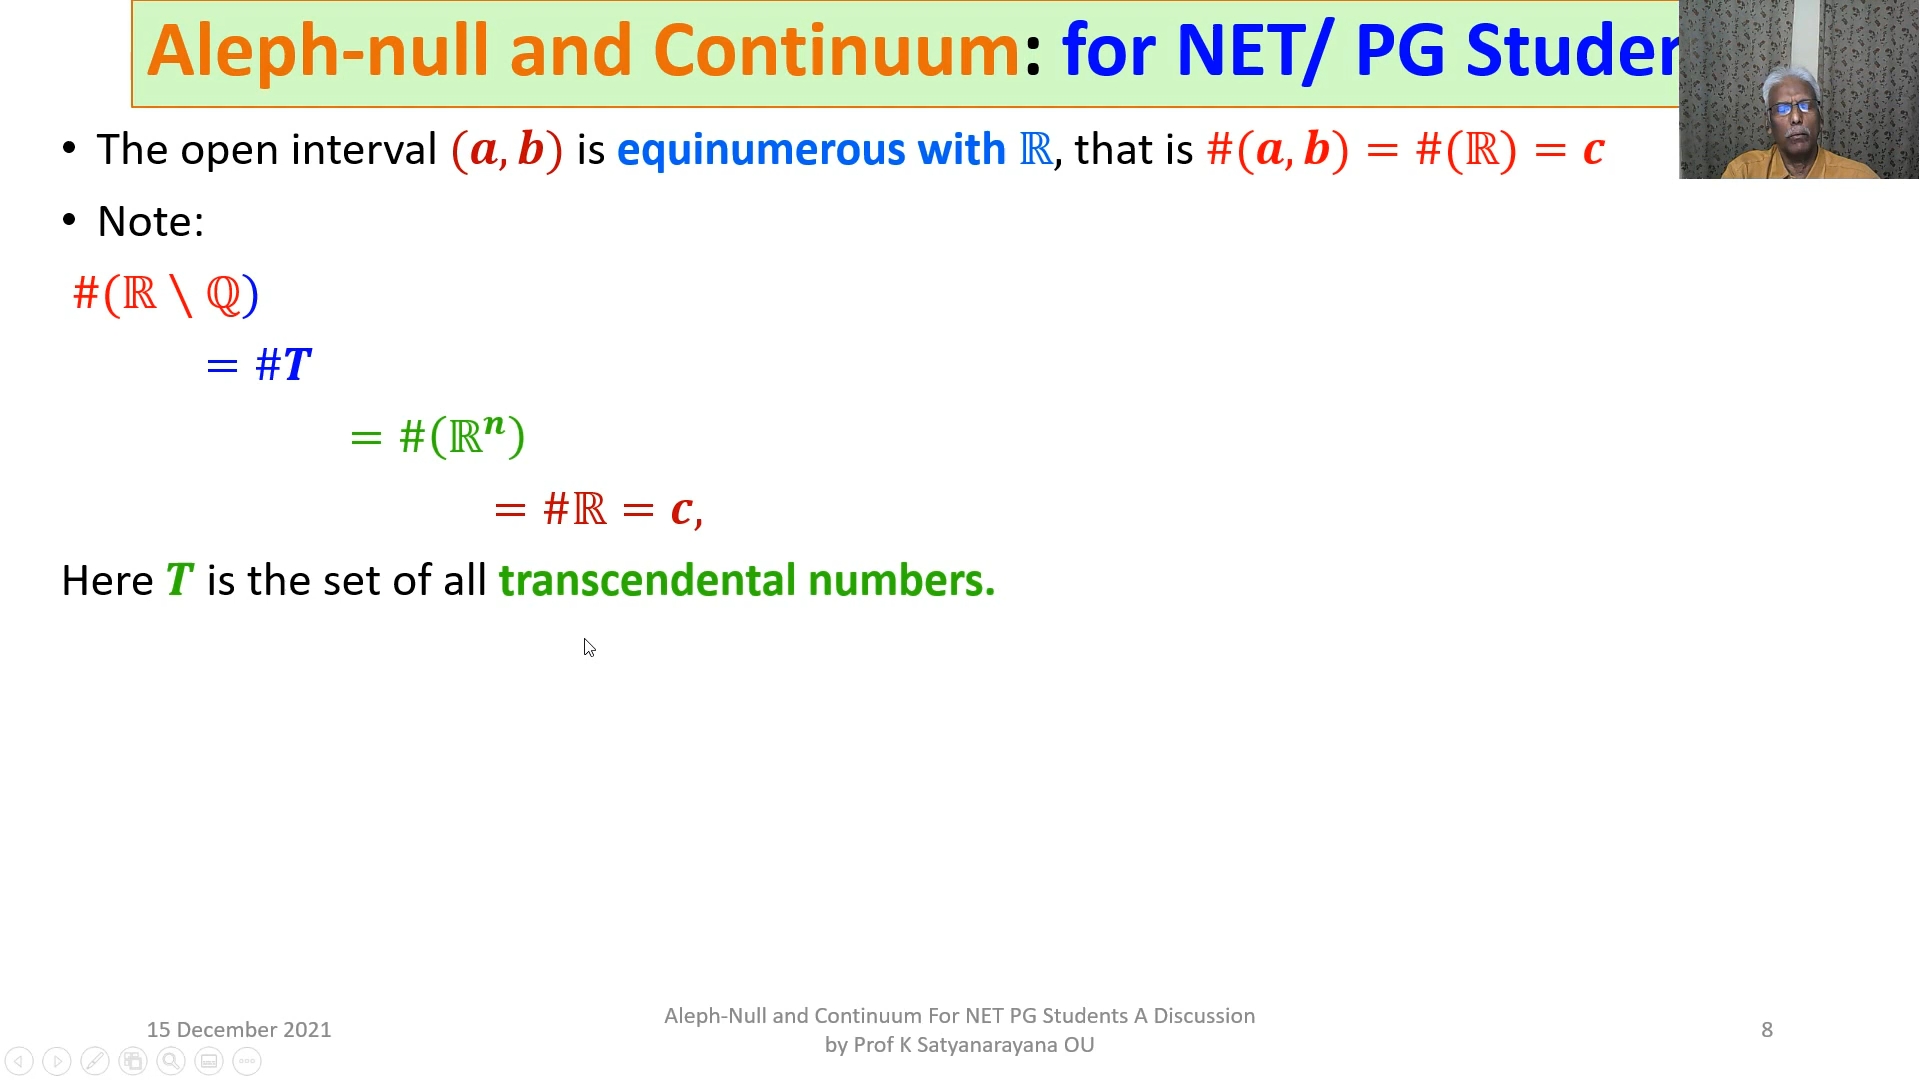 Aleph-null and Continuum: for NET/ PG Studen
• The open interval (a, b) is equinumerous with ℝ, that is #(a, b) = #(ℝ) = c
• Note:
#(ℝ \ ℚ)
= #T
= #(ℝⁿ)
= #ℝ = c,
Here T is the set of all transcendental numbers.
15 December 2021
Aleph-Null and Continuum For NET PG Students A Discussion
by Prof K Satyanarayana OU
8